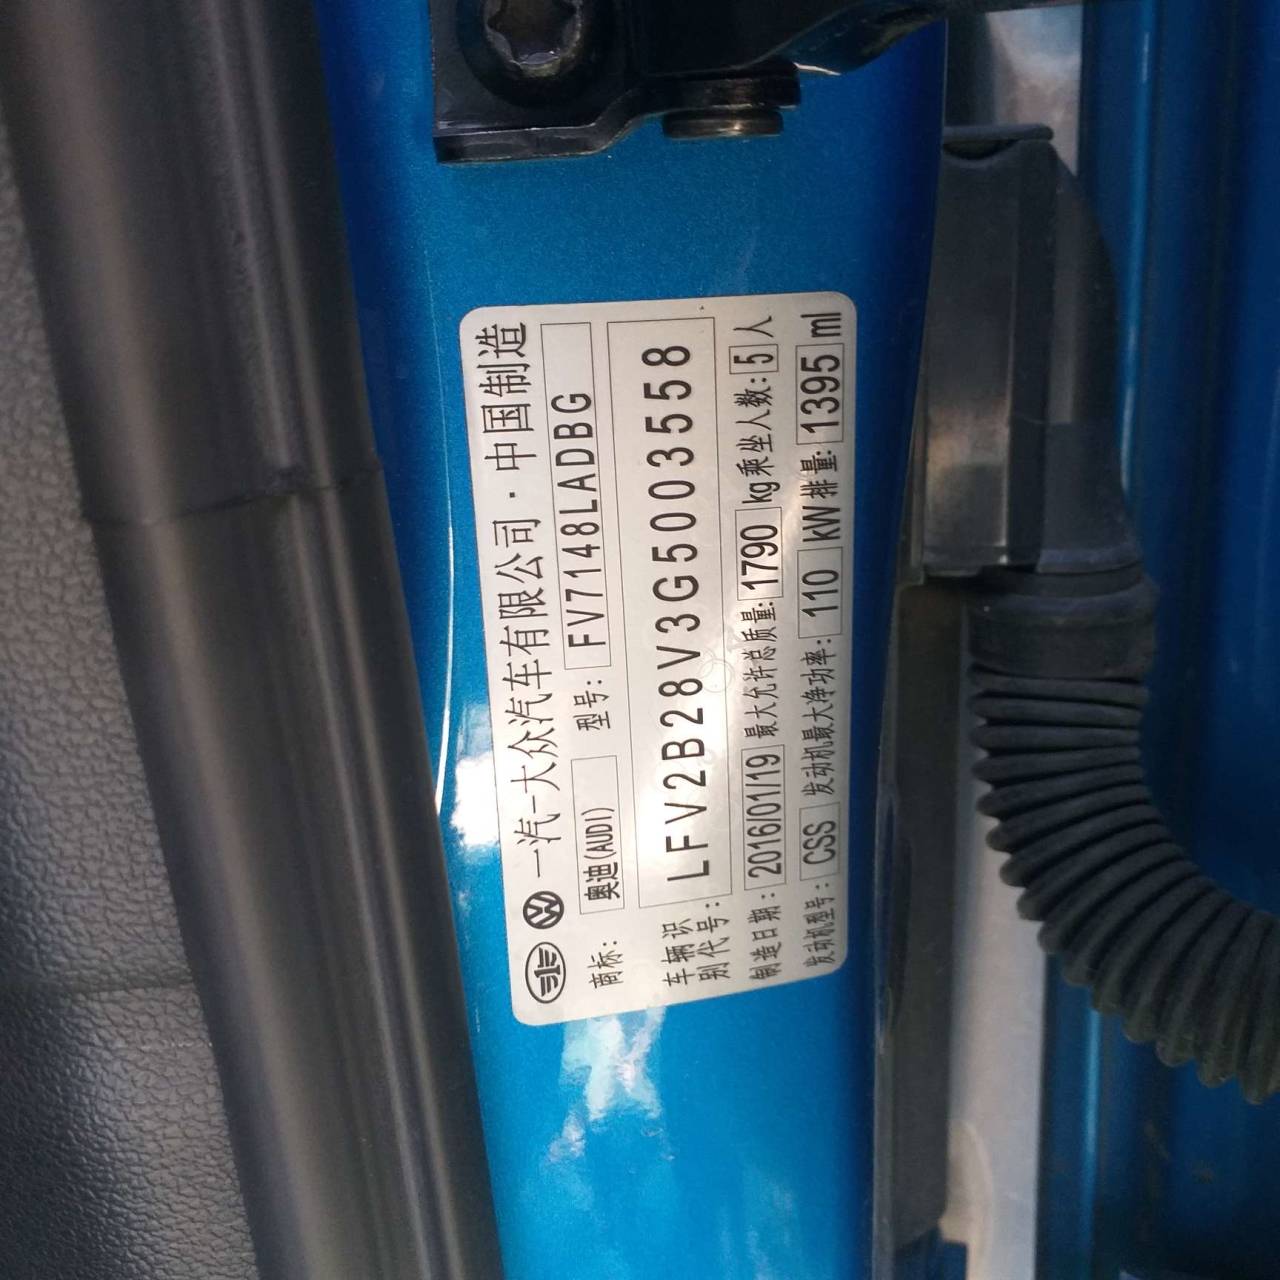 一汽-大众汽车有限公司·中国制造
商标: 奥迪(AUDI) 型号: FV7148LADBG
车辆识别代号: LFV2B28V3G5003558
制造日期: 2016/01/19 最大允许总质量: 1790 kg 乘坐人数: 5 人
发动机型号: CSS 发动机最大净功率: 110 kW 排量: 1395 ml